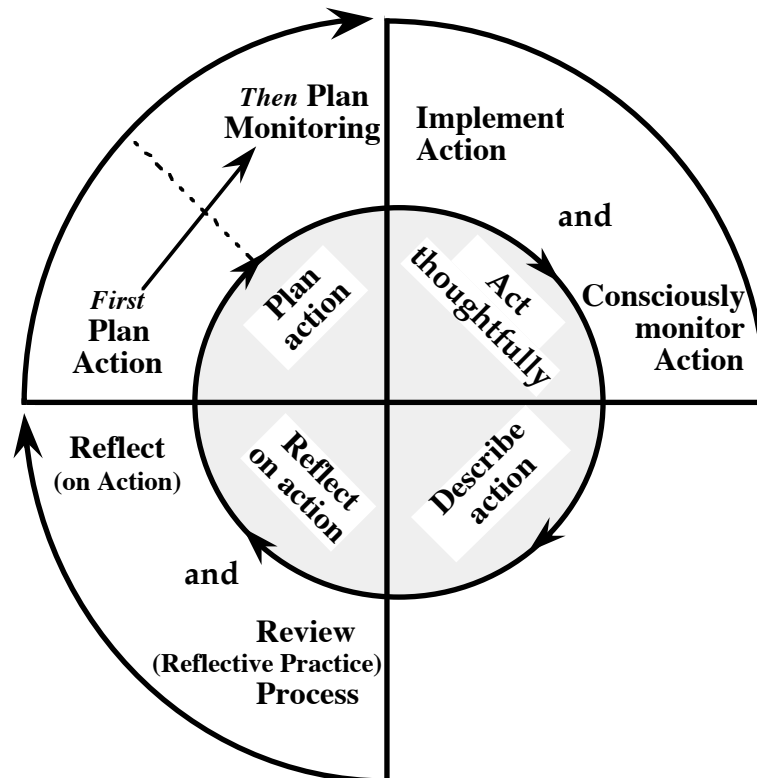 Then Plan
Monitoring
First
Plan
Action
Implement
Action
and
Consciously
monitor
Action
Plan
action
Act
thoughtfully
Reflect
on action
Describe
action
Reflect
(on Action)
and
Review
(Reflective Practice)
Process